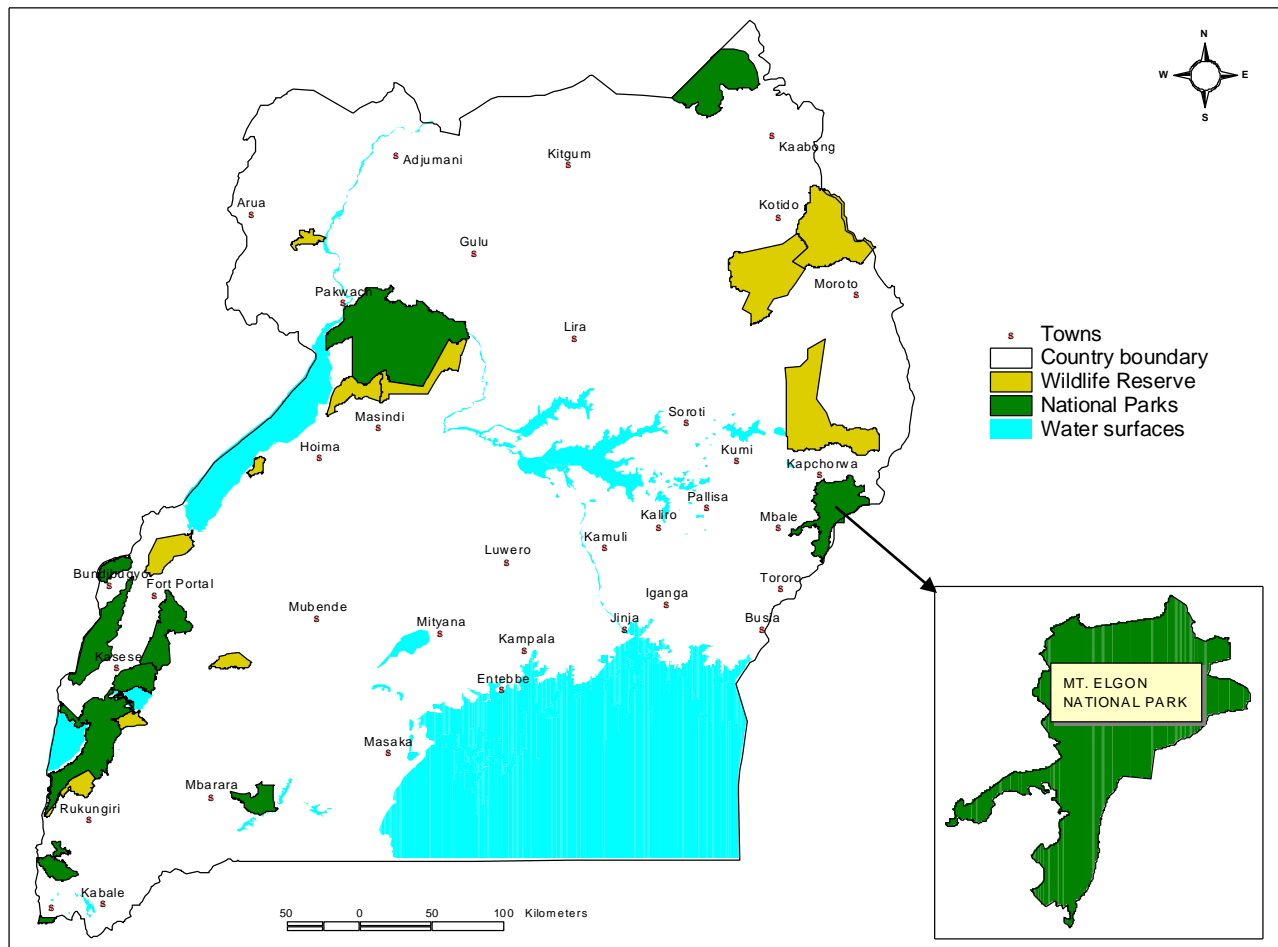 N
W E
S
Kaabong
Adjumani
Kitgum
Arua
Kotido
Gulu
Moroto
Pakwach
Lira
s Towns
Country boundary
Wildlife Reserve
National Parks
Water surfaces
Masindi
Soroti
Hoima
Kumi
Kapchorwa
Pallisa
Kaliro
Mbale
Kamuli
Luwero
Bundibugyo
Fort Portal
Tororo
Iganga
Mubende
Mityana
Jinja
Busia
Kampala
Kasese
Entebbe
MT. ELGON
NATIONAL PARK
Masaka
Mbarara
Rukungiri
Kabale
50 0 50 100 Kilometers